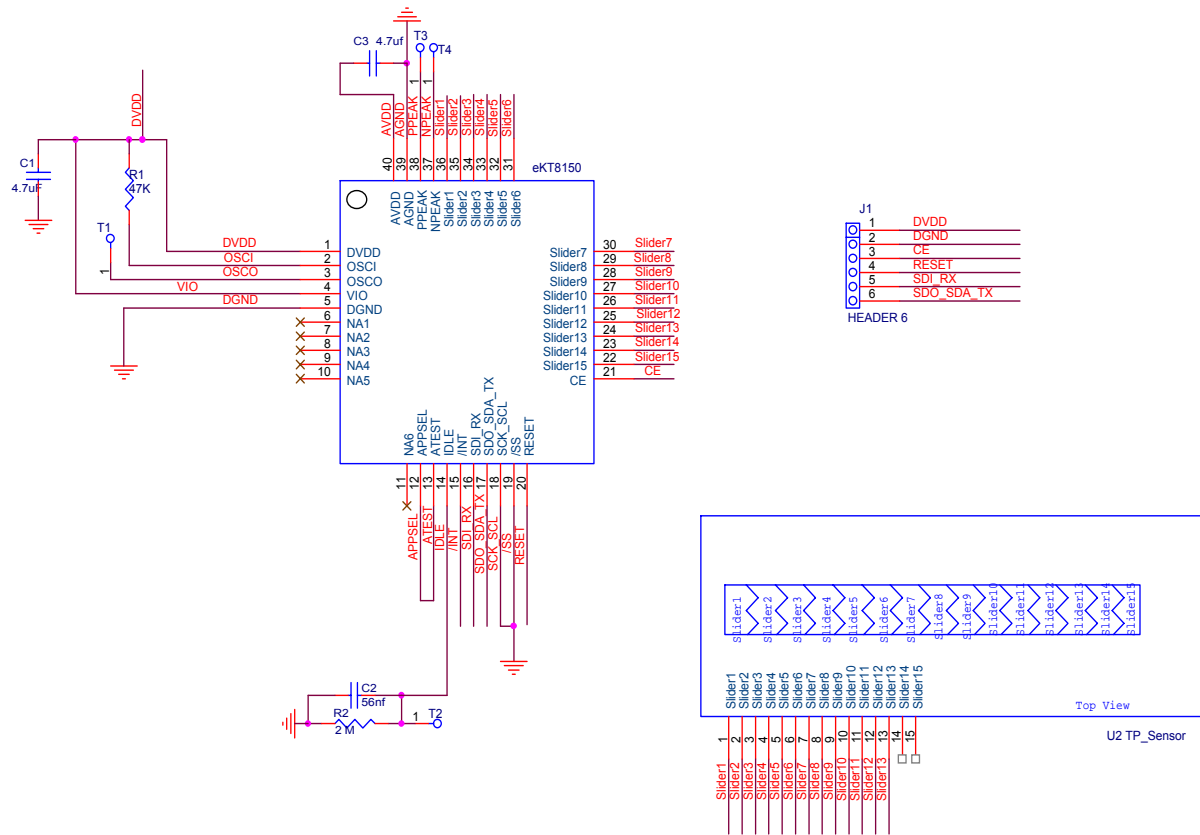 C3 4.7uf
T3
T4
1
1
AVDD
AGND
PPEAK
NPEAK
Slider1
Slider2
Slider3
Slider4
Slider5
Slider6
40
39
38
37
36
35
34
33
32
31
eKT8150
AVDD
AGND
PPEAK
NPEAK
Slider1
Slider2
Slider3
Slider4
Slider5
Slider6
DVDD
C1
4.7uF
R1
47K
T1
1
DVDD 1 DVDD
OSCI 2 OSCI
OSCO 3 OSCO
VIO 4 VIO
DGND 5 DGND
6 NA1
7 NA2
8 NA3
9 NA4
10 NA5
Slider7 30 Slider7
Slider8 29 Slider8
Slider9 28 Slider9
Slider10 27 Slider10
Slider11 26 Slider11
Slider12 25 Slider12
Slider13 24 Slider13
Slider14 23 Slider14
Slider15 22 Slider15
CE 21 CE
NA6
APPSEL
ATEST
IDLE
/INT
SDI_RX
SDO_SDA_TX
SCK_SCL
/SS
RESET
11
12
13
14
15
16
17
18
19
20
APPSEL
ATEST
IDLE
/INT
SDI_RX
SDO_SDA_TX
SCK_SCL
/SS
RESET
C2
56nf
R2
2 M
1 T2
J1
1 DVDD
2 DGND
3 CE
4 RESET
5 SDI_RX
6 SDO_SDA_TX
HEADER 6
Slider1
Slider2
Slider3
Slider4
Slider5
Slider6
Slider7
Slider8
Slider9
Slider10
Slider11
Slider12
Slider13
Slider14
Slider15
Slider1
Slider2
Slider3
Slider4
Slider5
Slider6
Slider7
Slider8
Slider9
Slider10
Slider11
Slider12
Slider13
Slider14
Slider15
Top View
U2 TP_Sensor
1
2
3
4
5
6
7
8
9
10
11
12
13
14
15
Slider1
Slider2
Slider3
Slider4
Slider5
Slider6
Slider7
Slider8
Slider9
Slider10
Slider11
Slider12
Slider13